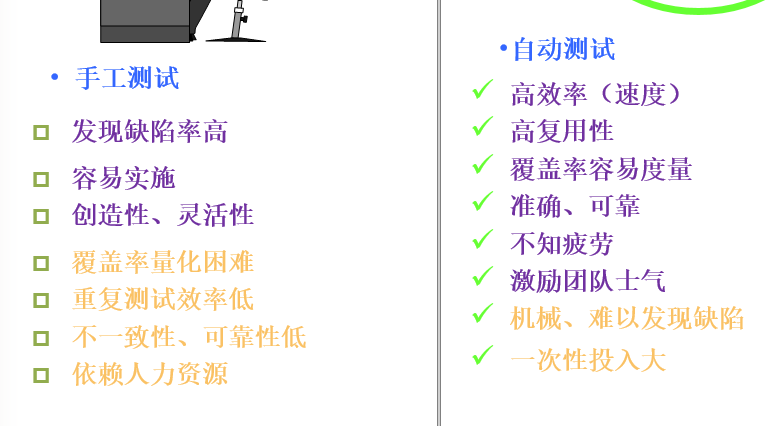 手工测试
发现缺陷率高
容易实施
创造性、灵活性
覆盖率量化困难
重复测试效率低
不一致性、可靠性低
依赖人力资源
自动测试
高效率（速度）
高复用性
覆盖率容易度量
准确、可靠
不知疲劳
激励团队士气
机械、难以发现缺陷
一次性投入大